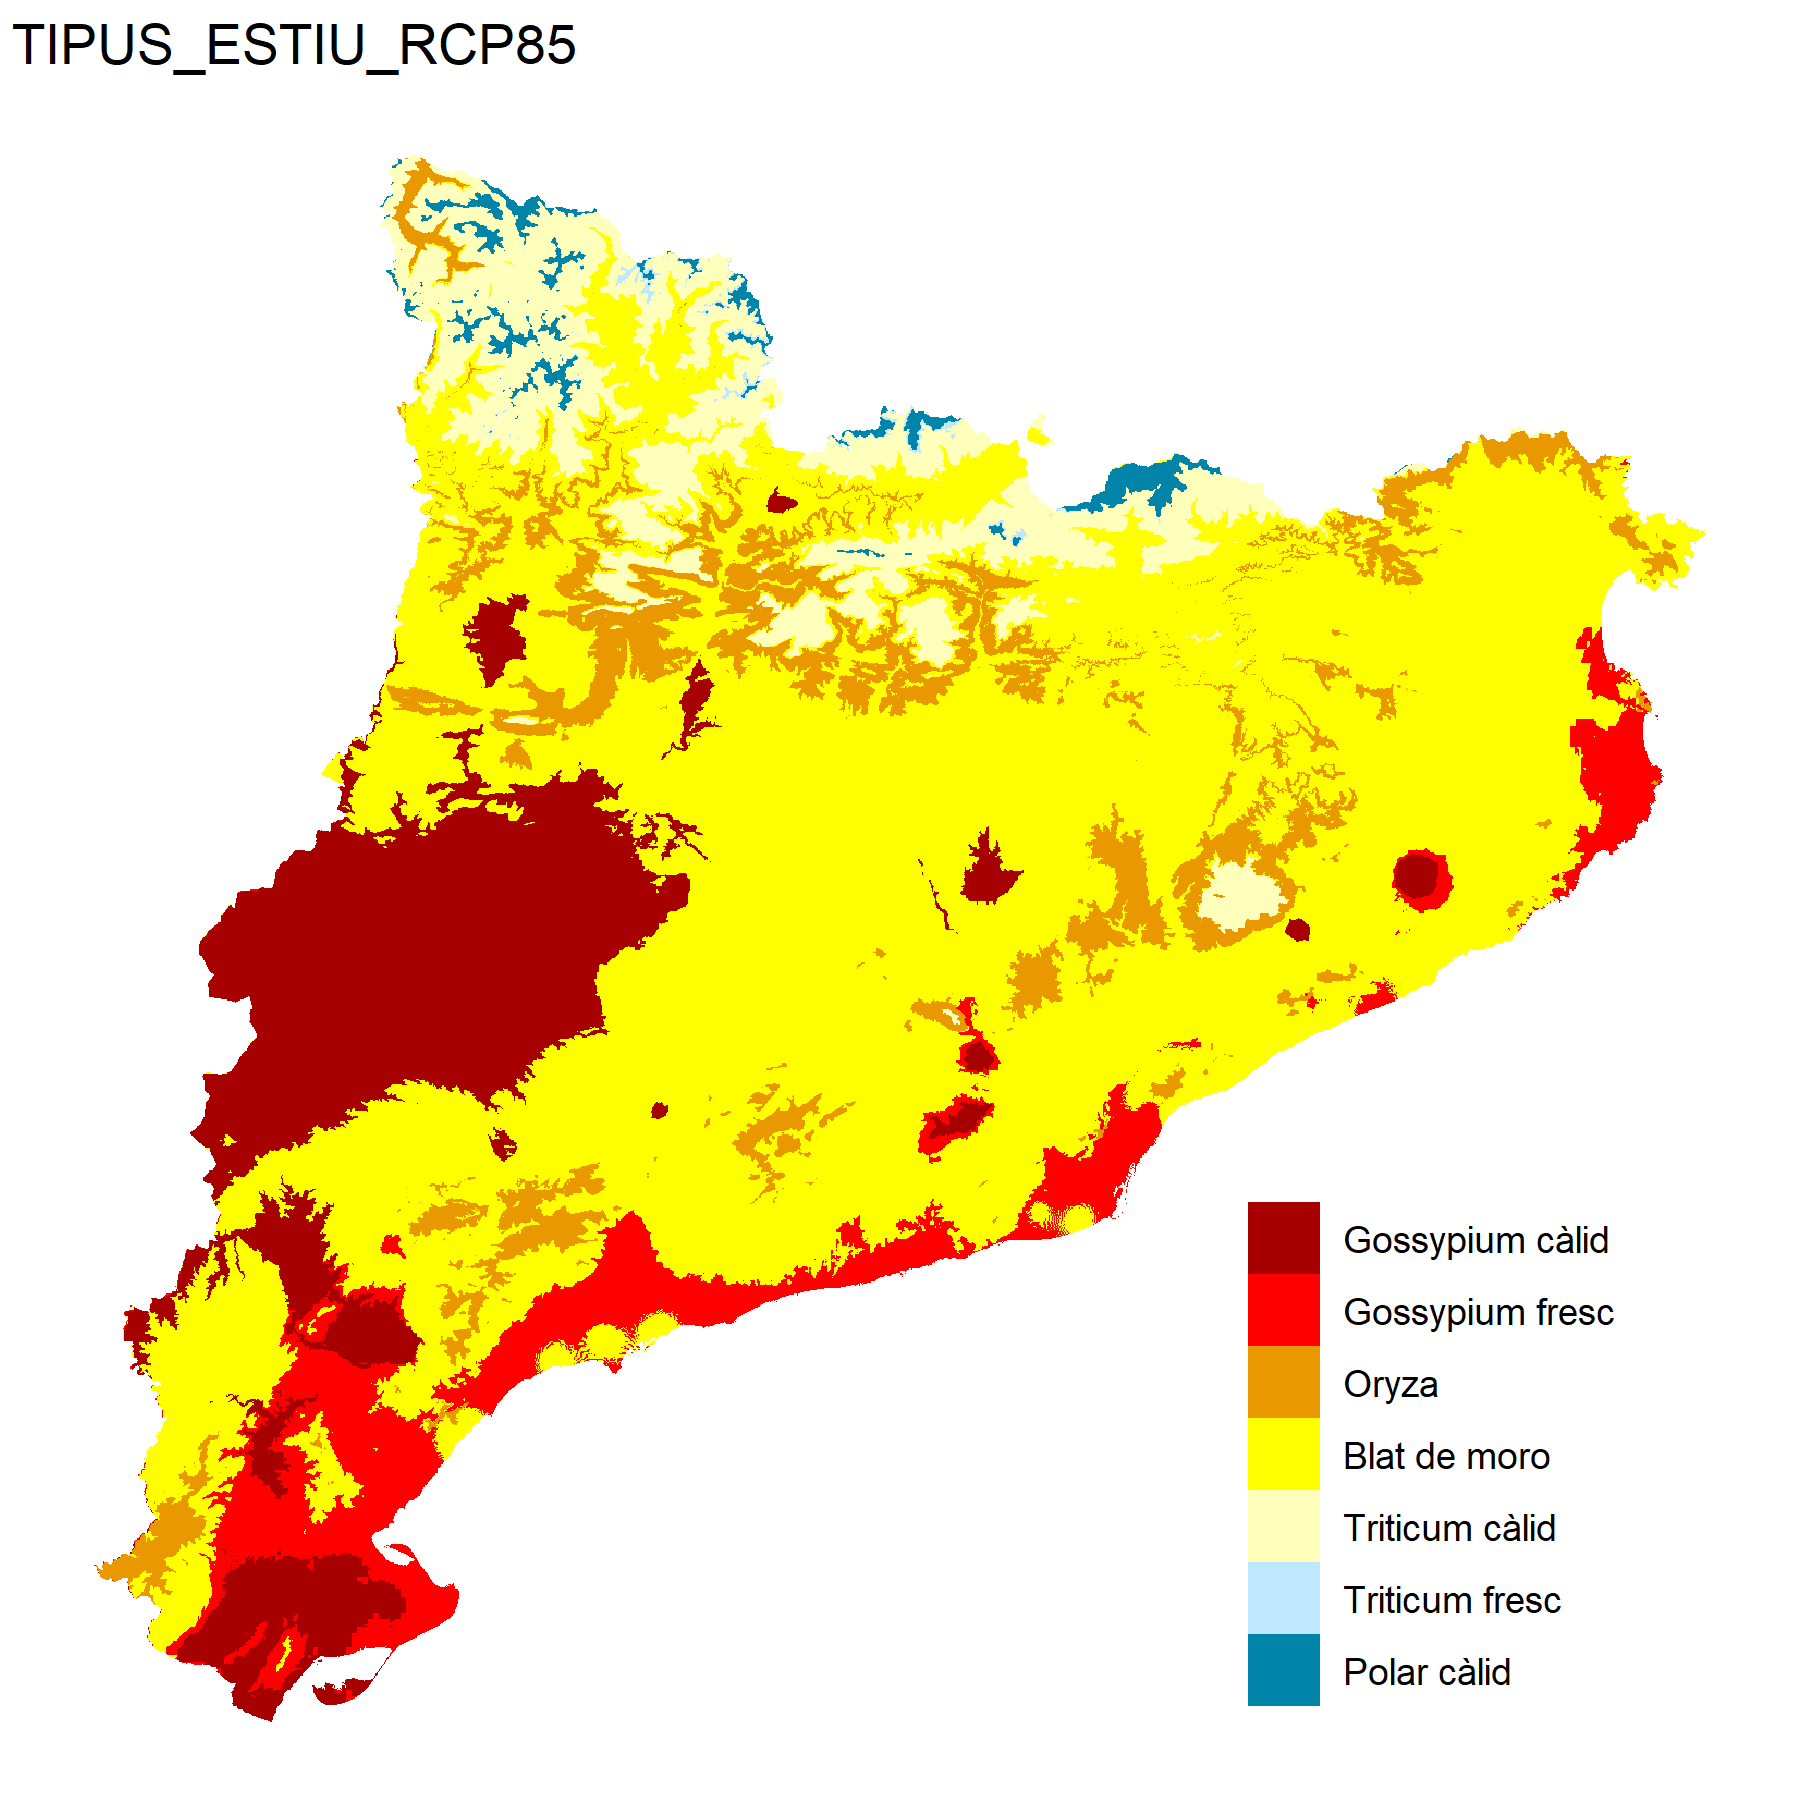 TIPUS_ESTIU_RCP85
Gossypium càlid
Gossypium fresc
Oryza
Blat de moro
Triticum càlid
Triticum fresc
Polar càlid